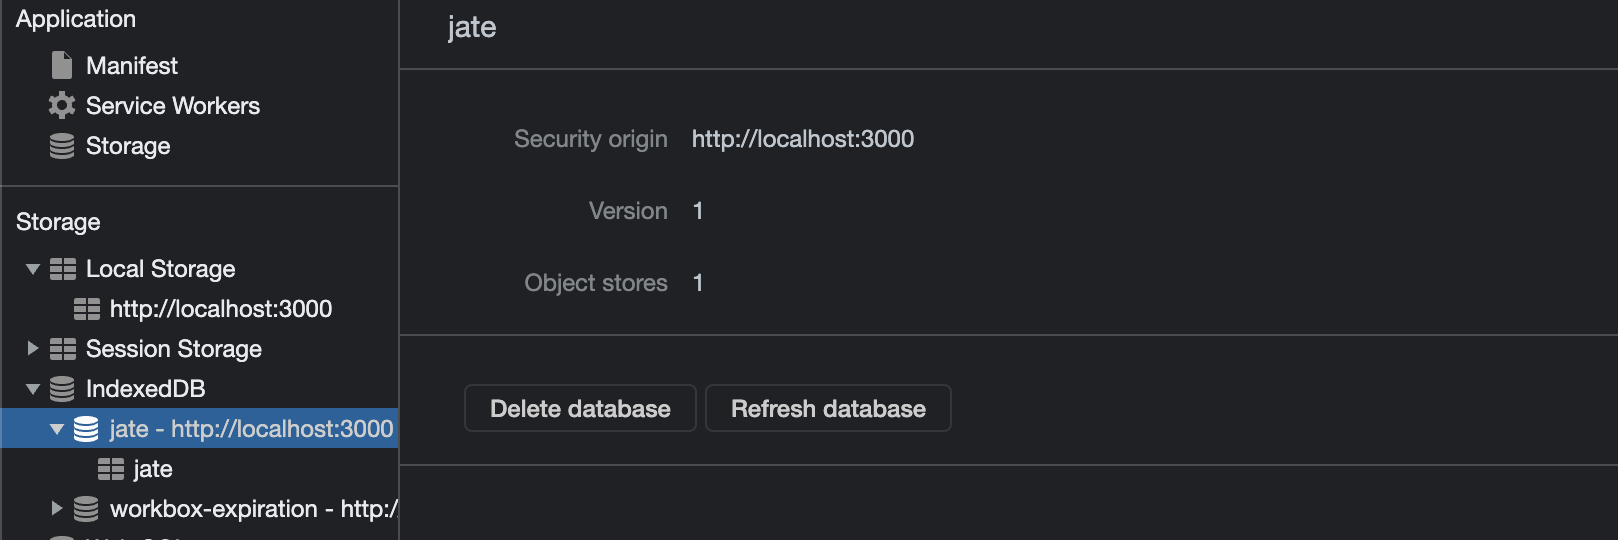 Application
Manifest
Service Workers
Storage
Storage
Local Storage
http://localhost:3000
Session Storage
IndexedDB
jate - http://localhost:3000
jate
workbox-expiration - http:/
jate
Security origin http://localhost:3000
Version 1
Object stores 1
Delete database Refresh database